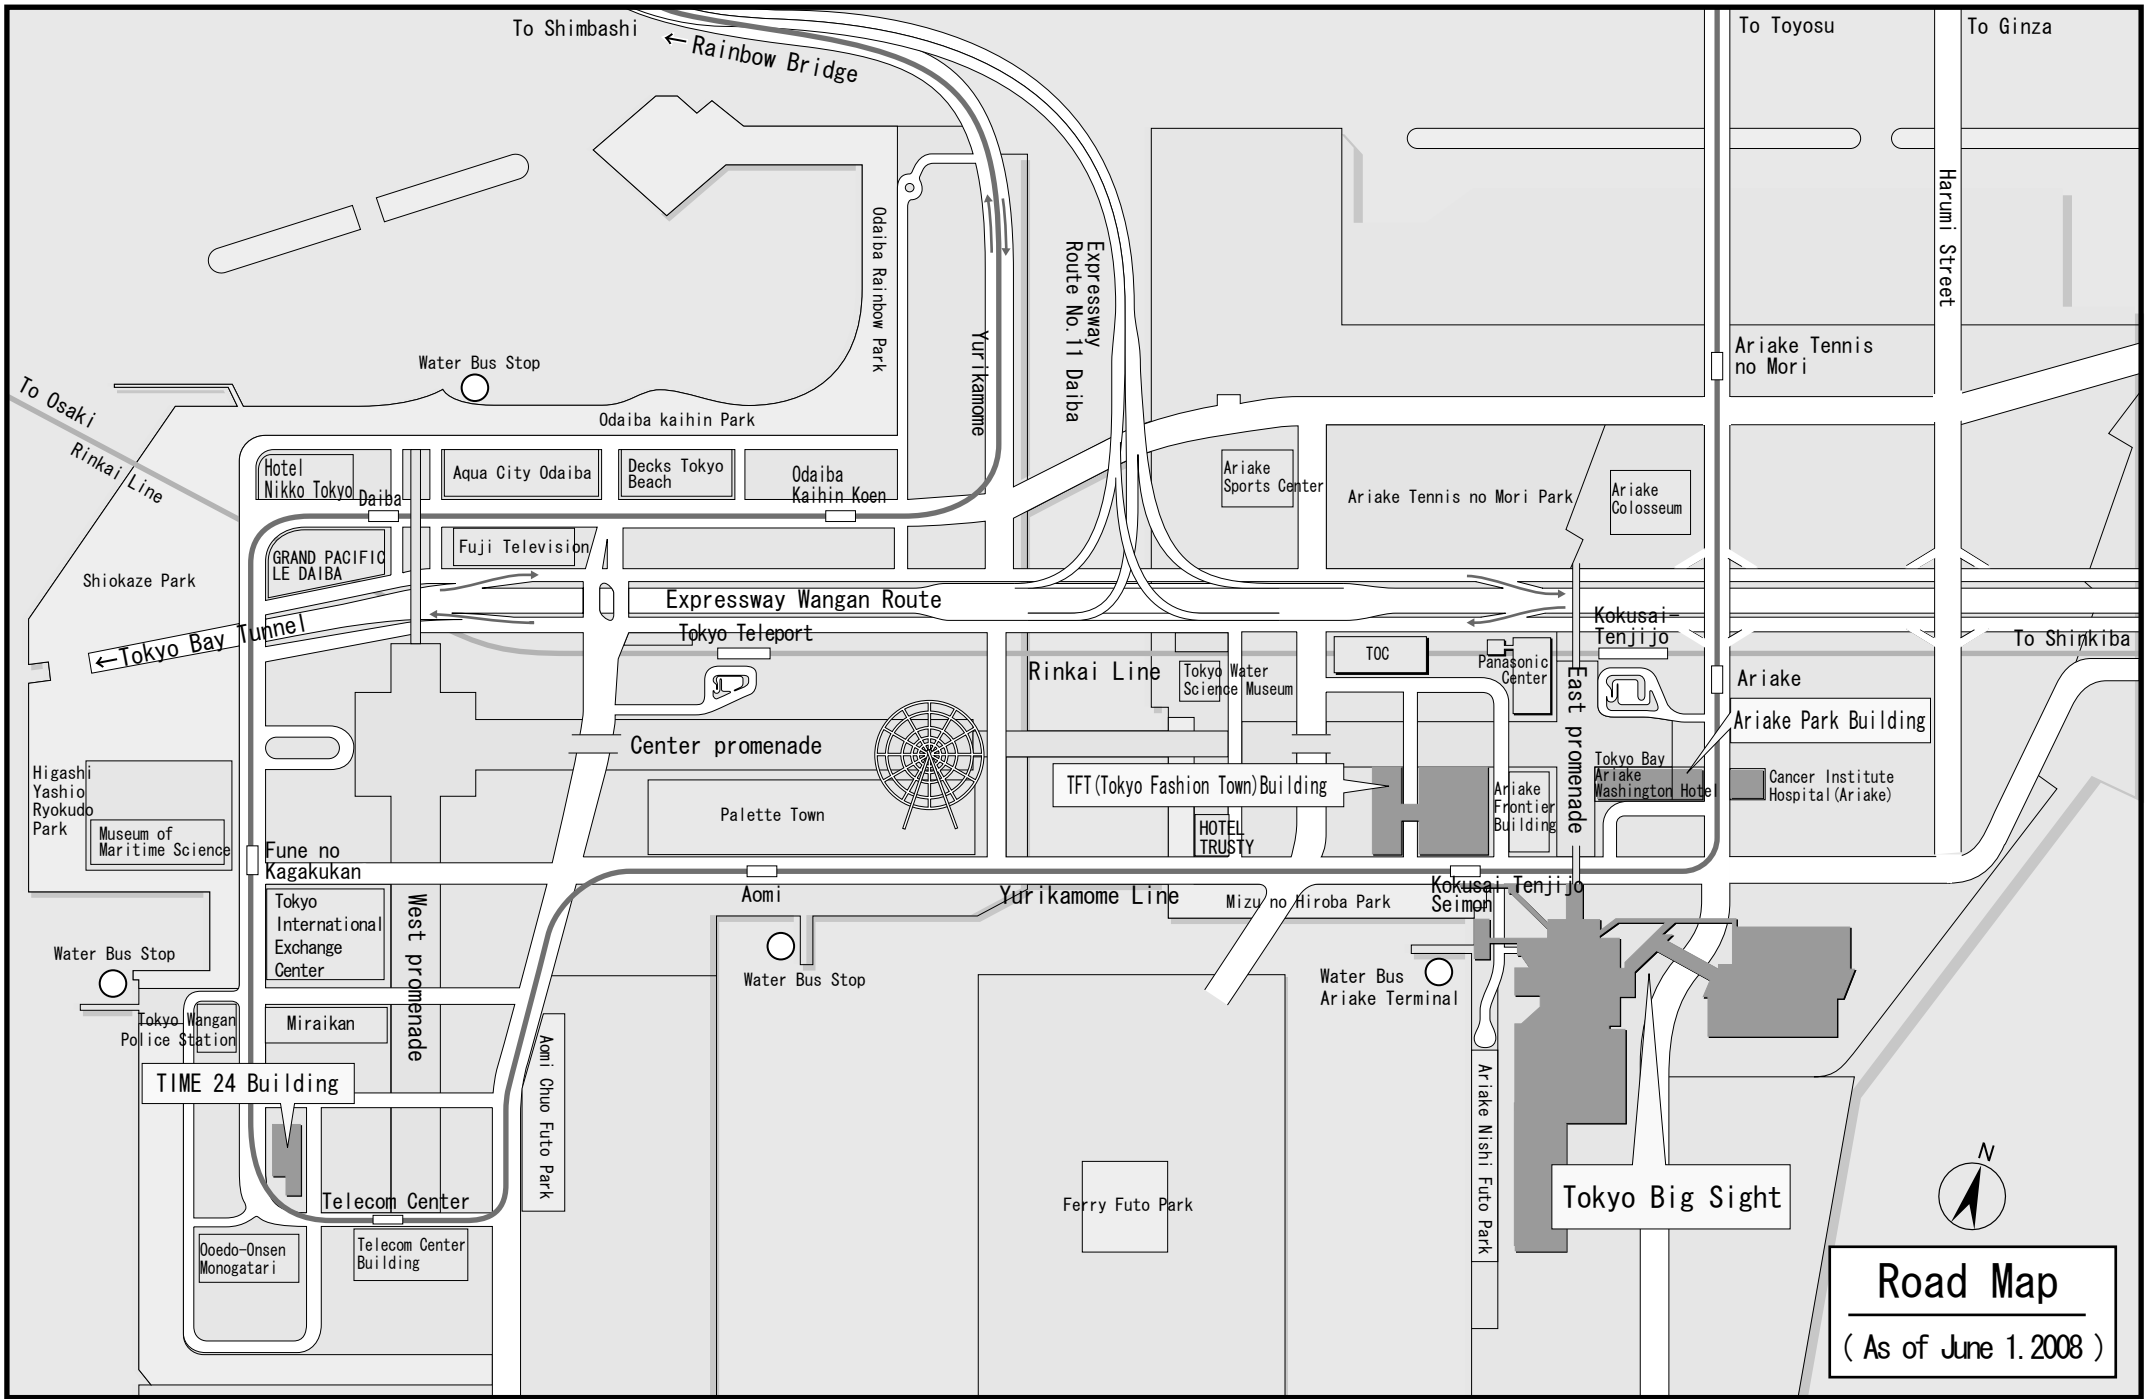 To Shimbashi
← Rainbow Bridge
To Toyosu
To Ginza
Harumi Street
Odaiba Rainbow Park
Expressway
Route No.11 Daiba
Yurikamome
Water Bus Stop
To Osaki
Rinkai Line
Odaiba kaihin Park
Ariake Tennis
no Mori
Hotel
Nikko Tokyo
Daiba
Aqua City Odaiba
Decks Tokyo
Beach
Odaiba
Kaihin Koen
Ariake
Sports Center
Ariake Tennis no Mori Park
Ariake
Colosseum
GRAND PACIFIC
LE DAIBA
Fuji Television
Shiokaze Park
Expressway Wangan Route
←Tokyo Bay Tunnel
Tokyo Teleport
Kokusai-
Tenjijo
To Shinkiba
Rinkai Line
Tokyo Water
Science Museum
TOC
Panasonic
Center
East promenade
Ariake
Ariake Park Building
Center promenade
Tokyo Bay
Ariake
Washington Hotel
Cancer Institute
Hospital(Ariake)
TFT(Tokyo Fashion Town)Building
Ariake
Frontier
Building
Higashi
Yashio
Ryokudo
Park
Museum of
Maritime Science
Palette Town
HOTEL
TRUSTY
Fune no
Kagakukan
Aomi
Yurikamome Line
Mizu no Hiroba Park
Kokusai Tenjijo
Seimon
Tokyo
International
Exchange
Center
West promenade
Water Bus Stop
Water Bus Stop
Water Bus
Ariake Terminal
Tokyo Wangan
Police Station
Miraikan
TIME 24 Building
Aomi Chuo Futo Park
Ariake Nishi Futo Park
Telecom Center
Ferry Futo Park
Tokyo Big Sight
N
Ooedo-Onsen
Monogatari
Telecom Center
Building
Road Map
( As of June 1.2008 )